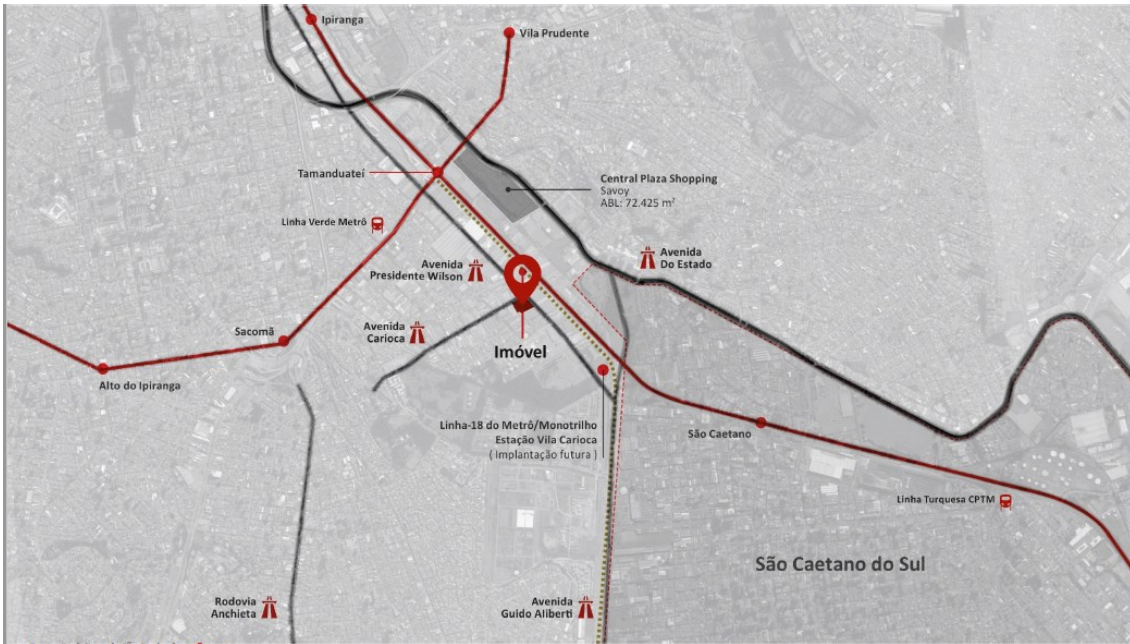 Ipiranga
Vila Prudente
Tamanduateí
Central Plaza Shopping
Savoy
ABL: 72.425 m²
Linha Verde Metrô
Avenida
Do Estado
Avenida
Presidente Wilson
Avenida
Carioca
Sacomã
Imóvel
Alto do Ipiranga
Linha-18 do Metrô/Monotrilho
Estação Vila Carioca
( Implantação futura )
São Caetano
Linha Turquesa CPTM
São Caetano do Sul
Rodovia
Anchieta
Avenida
Guido Aliberti